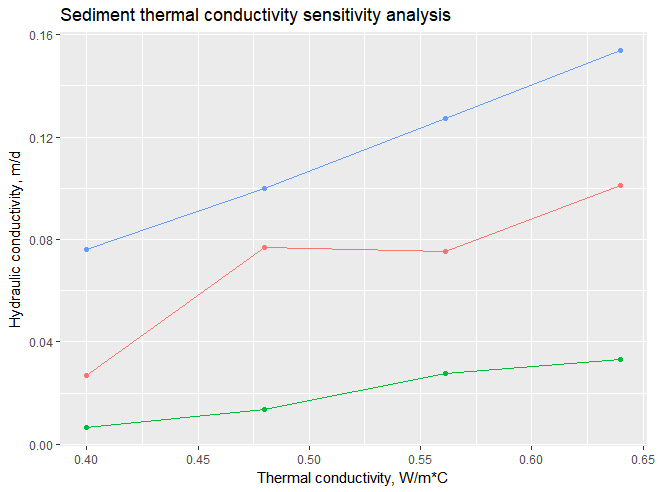 Sediment thermal conductivity sensitivity analysis
Hydraulic conductivity, m/d
0.16
0.12
0.08
0.04
0.00
0.40 0.45 0.50 0.55 0.60 0.65
Thermal conductivity, W/m*C